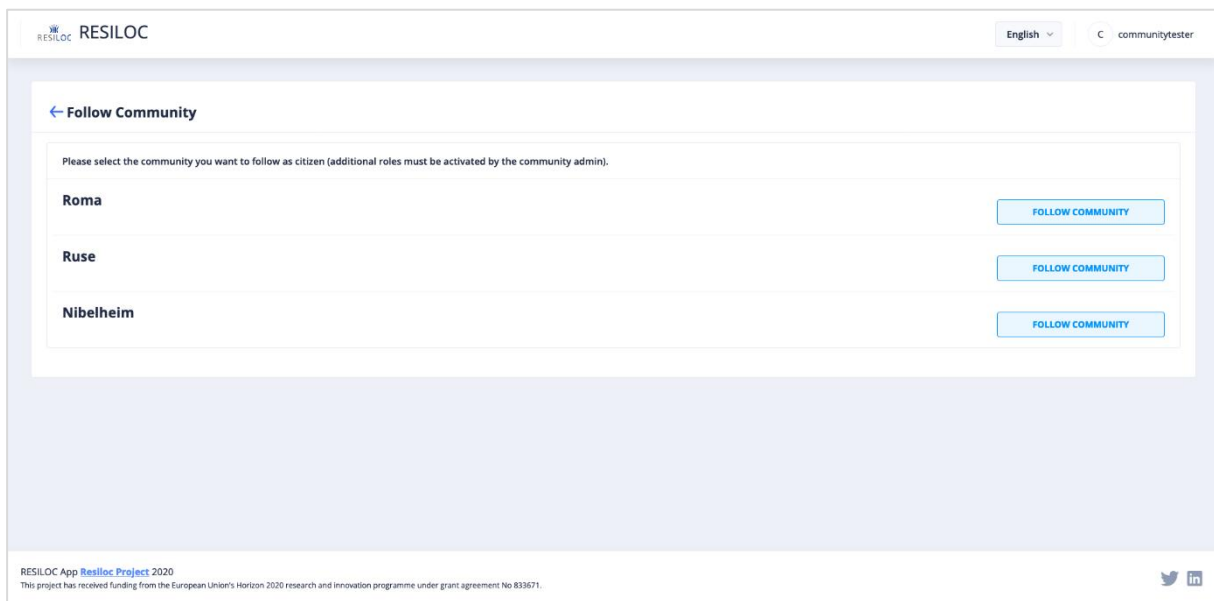 RESILOC RESILOC
English
C communitytester
← Follow Community
Please select the community you want to follow as citizen (additional roles must be activated by the community admin).
Roma
FOLLOW COMMUNITY
Ruse
FOLLOW COMMUNITY
Nibelheim
FOLLOW COMMUNITY
RESILOC App Resiloc Project 2020
This project has received funding from the European Union's Horizon 2020 research and innovation programme under grant agreement No 833671.
in